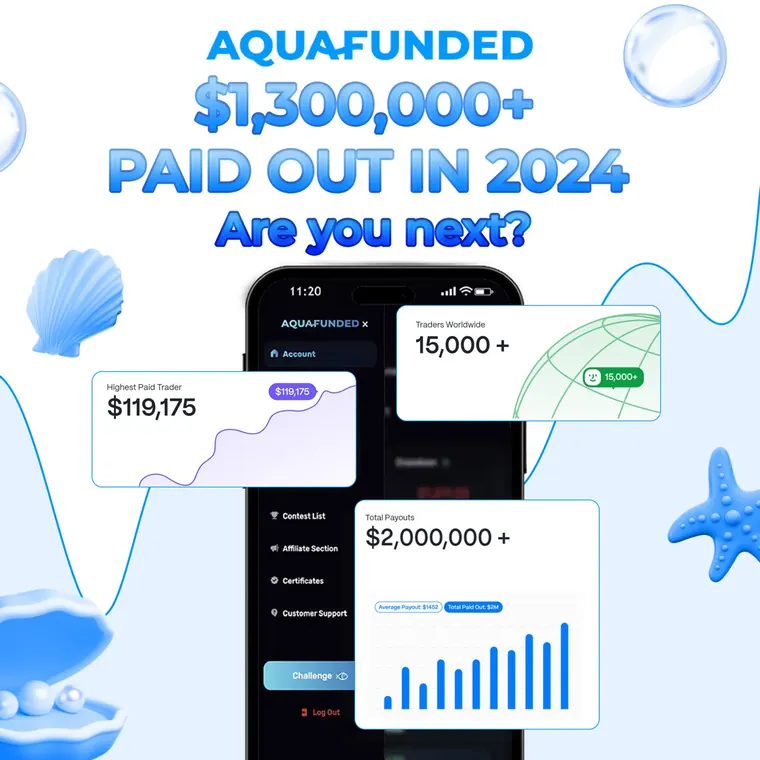 AQUAFUNDED
$1,300,000+
PAID OUT IN 2024
Are you next?
11:20
AQUAFUNDED X
Account
Traders Worldwide
15,000 +
15,000+
Highest Paid Trader
$119,175
$119,175
Contest List
Affiliate Section
Certificates
Customer Support
Challenge
Log Out
Total Payouts
$2,000,000 +
Average Payout: $1452
Total Paid Out: $2M